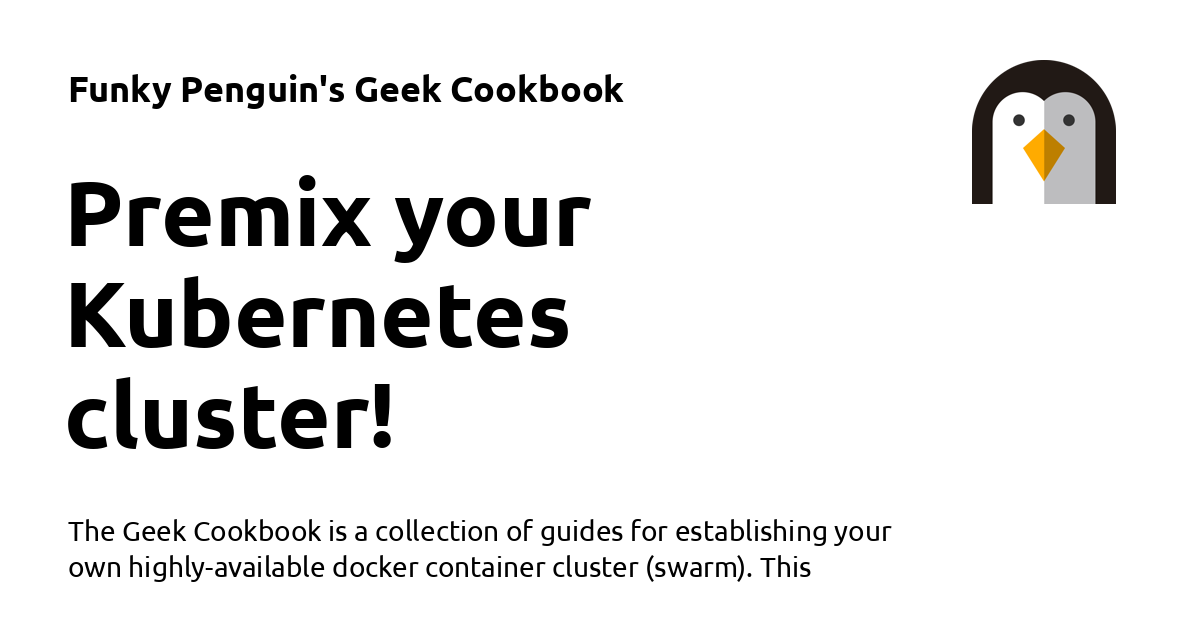 Funky Penguin's Geek Cookbook
Premix your
Kubernetes
cluster!
The Geek Cookbook is a collection of guides for establishing your
own highly-available docker container cluster (swarm). This